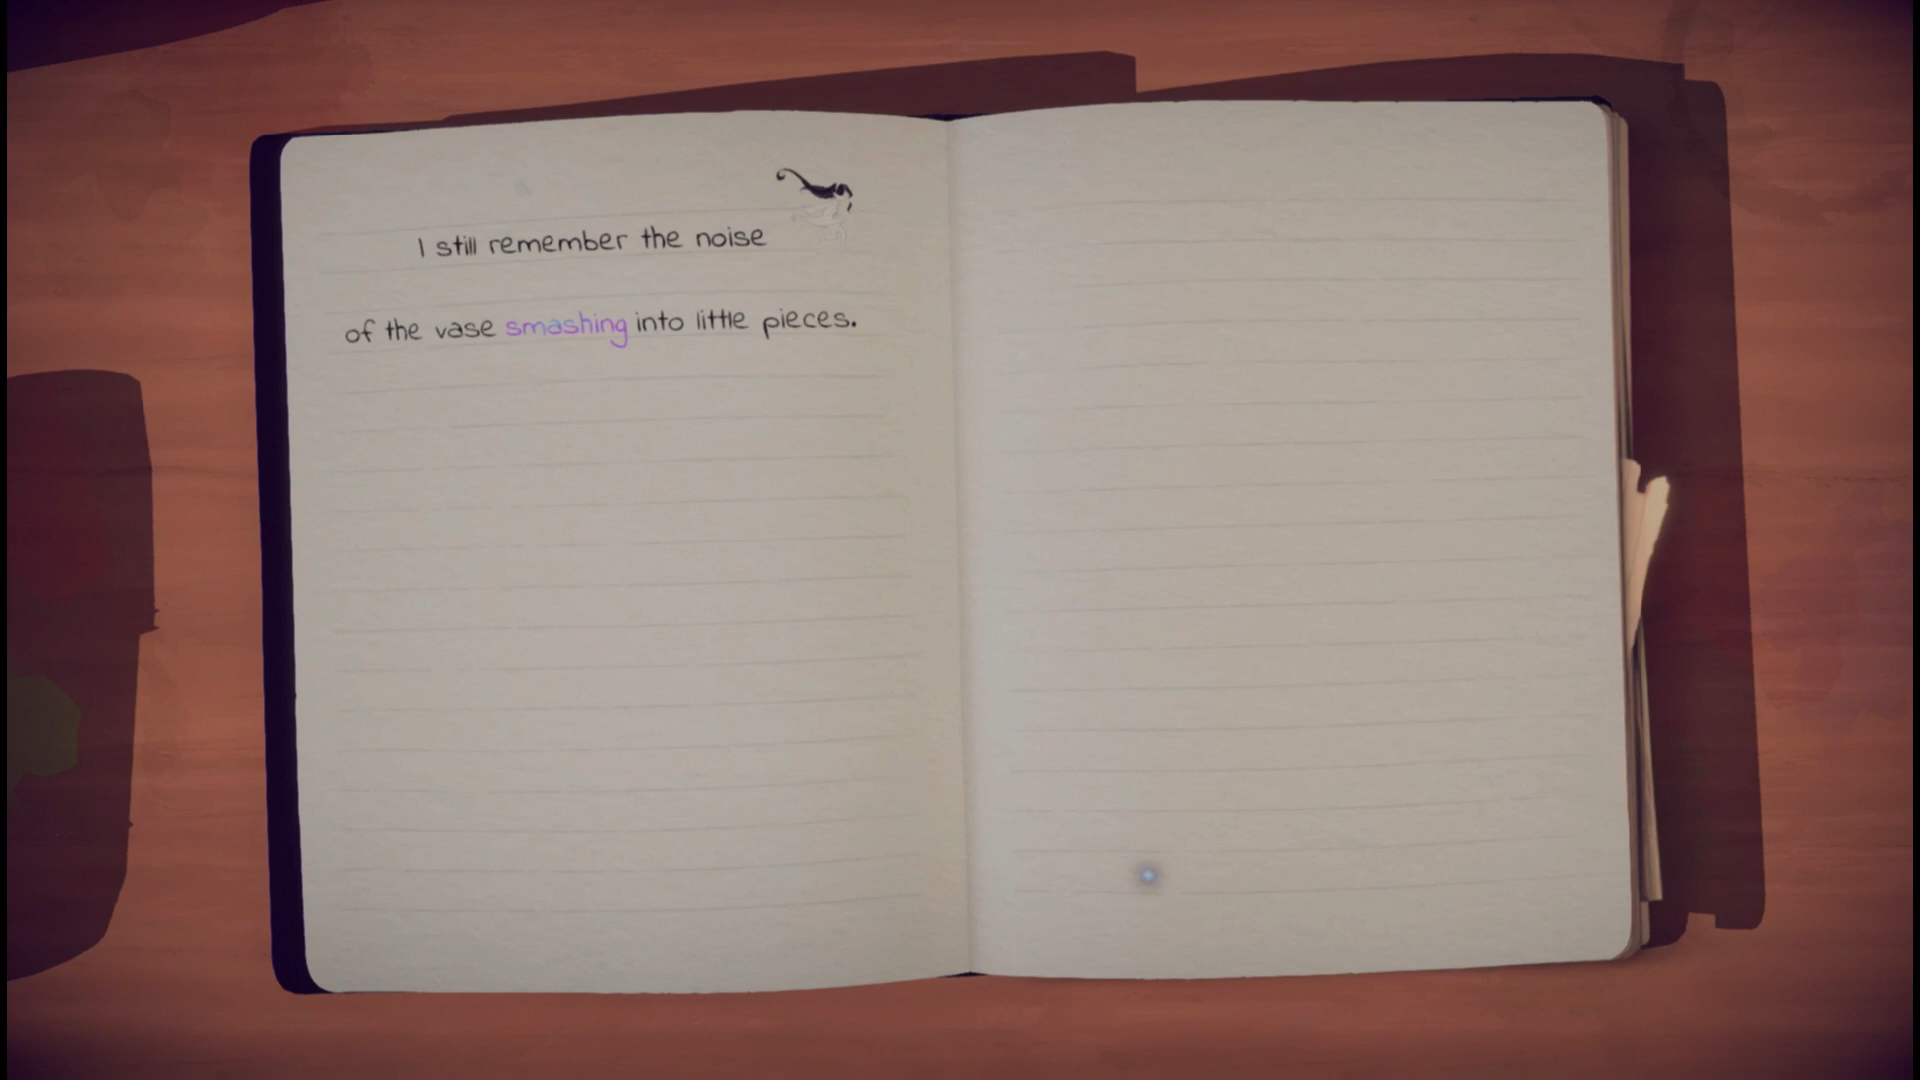 I still remember the noise
of the vase smashing into little pieces.